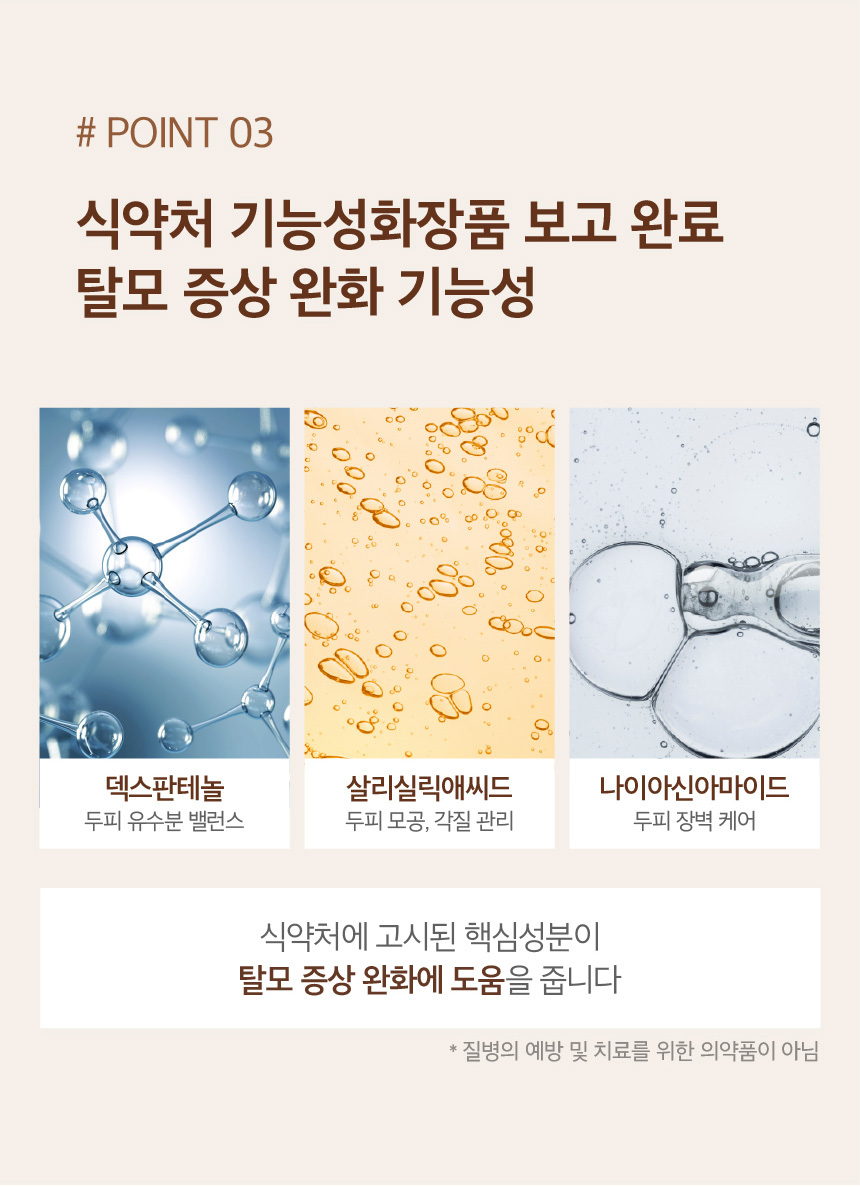 # POINT 03
식약처 기능성화장품 보고 완료
탈모 증상 완화 기능성
덱스판테놀
두피 유수분 밸런스
살리실릭애씨드
두피 모공, 각질 관리
나이아신아마이드
두피 장벽 케어
식약처에 고시된 핵심성분이
탈모 증상 완화에 도움을 줍니다
* 질병의 예방 및 치료를 위한 의약품이 아님